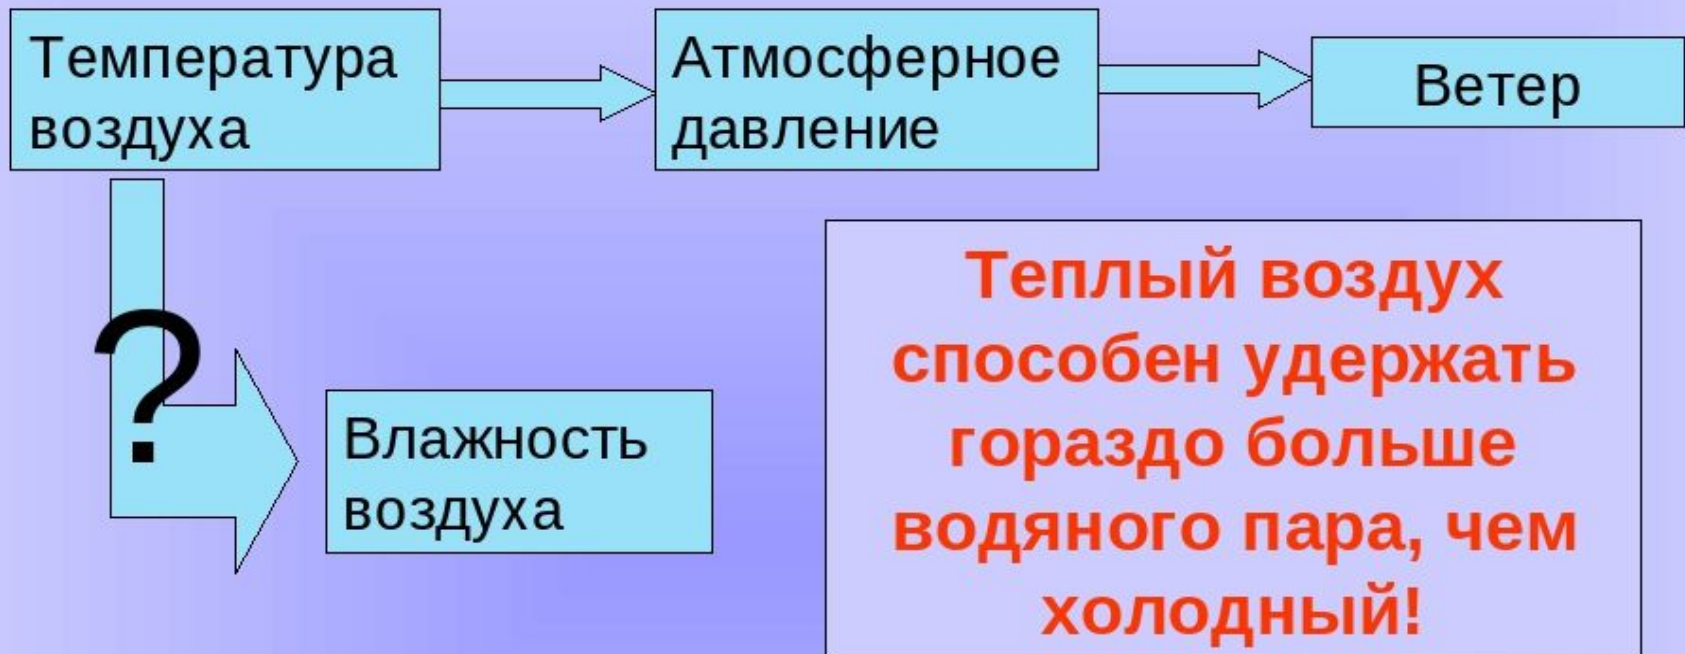 Температура
воздуха
Атмосферное
давление
Ветер
?
Влажность
воздуха
Теплый воздух
способен удержать
гораздо больше
водяного пара, чем
холодный!